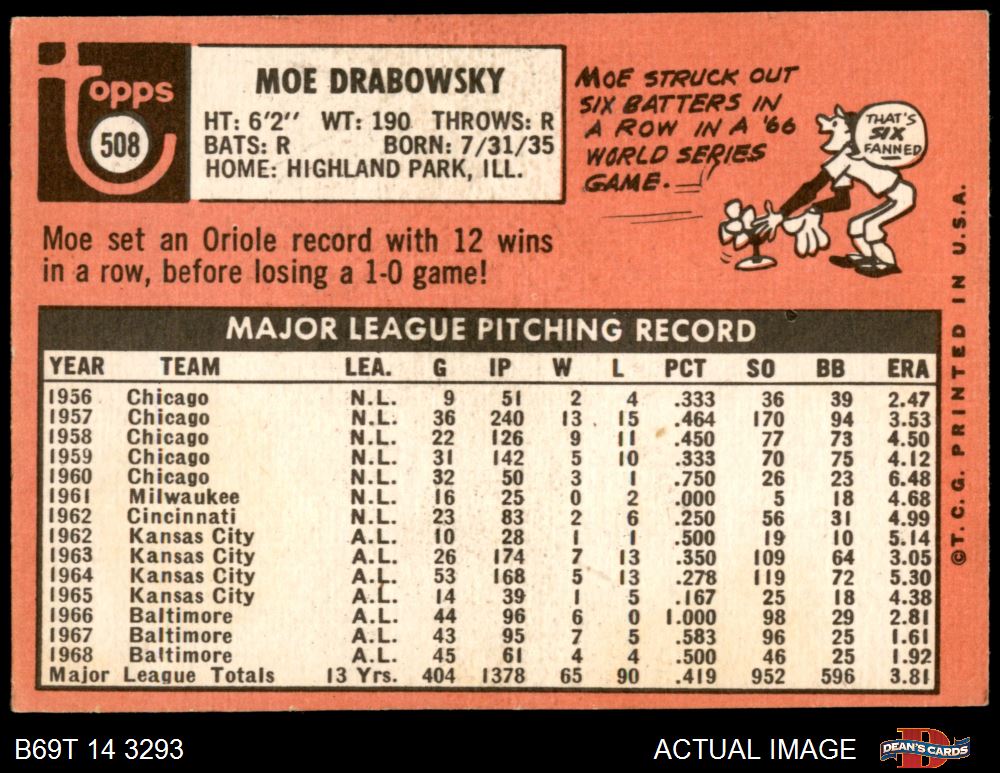 Topps
508
MOE DRABOWSKY
HT: 6'2" WT: 190 THROWS: R
BATS: R BORN: 7/31/35
HOME: HIGHLAND PARK, ILL.
MOE STRUCK OUT
SIX BATTERS IN
A ROW IN A '66
WORLD SERIES
GAME.
THAT'S
SIX
FANNED
Moe set an Oriole record with 12 wins
in a row, before losing a 1-0 game!
MAJOR LEAGUE PITCHING RECORD
YEAR TEAM LEA. G IP W L PCT SO BB ERA
1956 Chicago N.L. 9 51 2 4 .333 36 39 2.47
1957 Chicago N.L. 36 240 13 15 .464 170 94 3.53
1958 Chicago N.L. 22 126 9 11 .450 77 73 4.50
1959 Chicago N.L. 31 142 5 10 .333 70 75 4.12
1960 Chicago N.L. 32 50 3 1 .750 26 23 6.48
1961 Milwaukee N.L. 16 25 0 2 .000 5 18 4.68
1962 Cincinnati N.L. 23 83 2 6 .250 56 31 4.99
1962 Kansas City A.L. 10 28 1 1 .500 19 10 5.14
1963 Kansas City A.L. 26 174 7 13 .350 109 64 3.05
1964 Kansas City A.L. 53 168 5 13 .278 119 72 5.30
1965 Kansas City A.L. 14 39 1 5 .167 25 18 4.38
1966 Baltimore A.L. 44 96 6 0 1.000 98 29 2.81
1967 Baltimore A.L. 43 95 7 5 .583 96 25 1.61
1968 Baltimore A.L. 45 61 4 4 .500 46 25 1.92
Major League Totals 13 Yrs. 404 1378 65 90 .419 952 596 3.81
©T. C. G. PRINTED IN U.S.A.
B69T 14 3293
ACTUAL IMAGE
DEAN'S CARDS